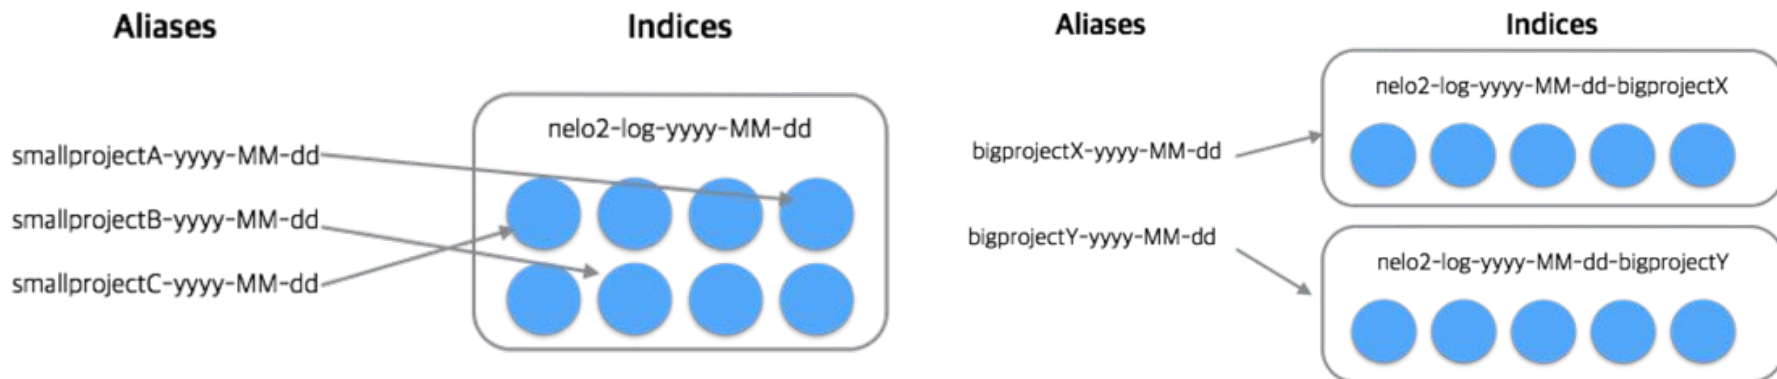 Aliases
Indices
nelo2-log-yyyy-MM-dd
smallprojectA-yyyy-MM-dd
smallprojectB-yyyy-MM-dd
smallprojectC-yyyy-MM-dd
Aliases
Indices
nelo2-log-yyyy-MM-dd-bigprojectX
bigprojectX-yyyy-MM-dd
bigprojectY-yyyy-MM-dd
nelo2-log-yyyy-MM-dd-bigprojectY